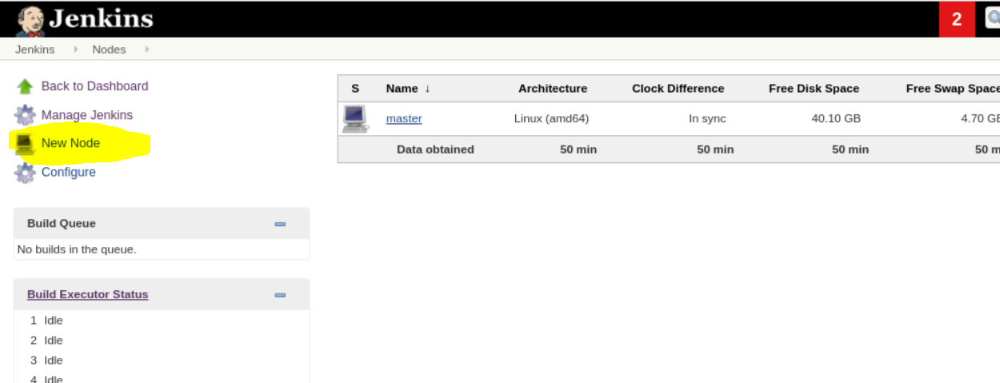 Jenkins
2
Jenkins Nodes
Back to Dashboard
Manage Jenkins
New Node
Configure
S Name ↓ Architecture Clock Difference Free Disk Space Free Swap Space
master Linux (amd64) In sync 40.10 GB 4.70 GB
Data obtained 50 min 50 min 50 min 50 m
Build Queue
No builds in the queue.
Build Executor Status
1 Idle
2 Idle
3 Idle
4 Idle